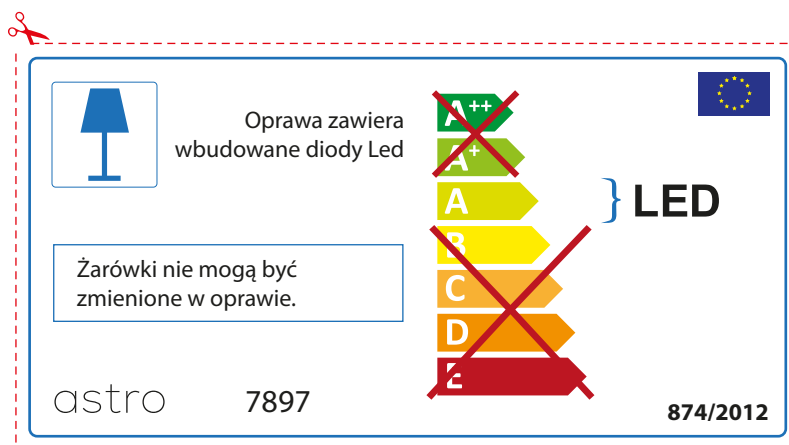 Oprawa zawiera
wbudowane diody Led
A++
A+
A
B
C
D
E
LED
Żarówki nie mogą być
zmienione w oprawie.
astro
7897
874/2012